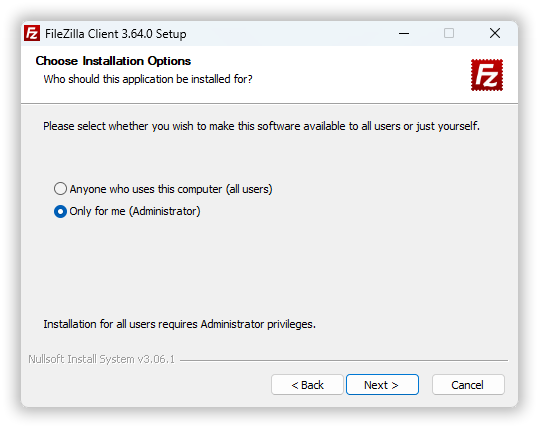 FileZilla Client 3.64.0 Setup
Choose Installation Options
Who should this application be installed for?
Fz
Please select whether you wish to make this software available to all users or just yourself.
Anyone who uses this computer (all users)
Only for me (Administrator)
Installation for all users requires Administrator privileges.
Nullsoft Install System v3.06.1
< Back
Next >
Cancel